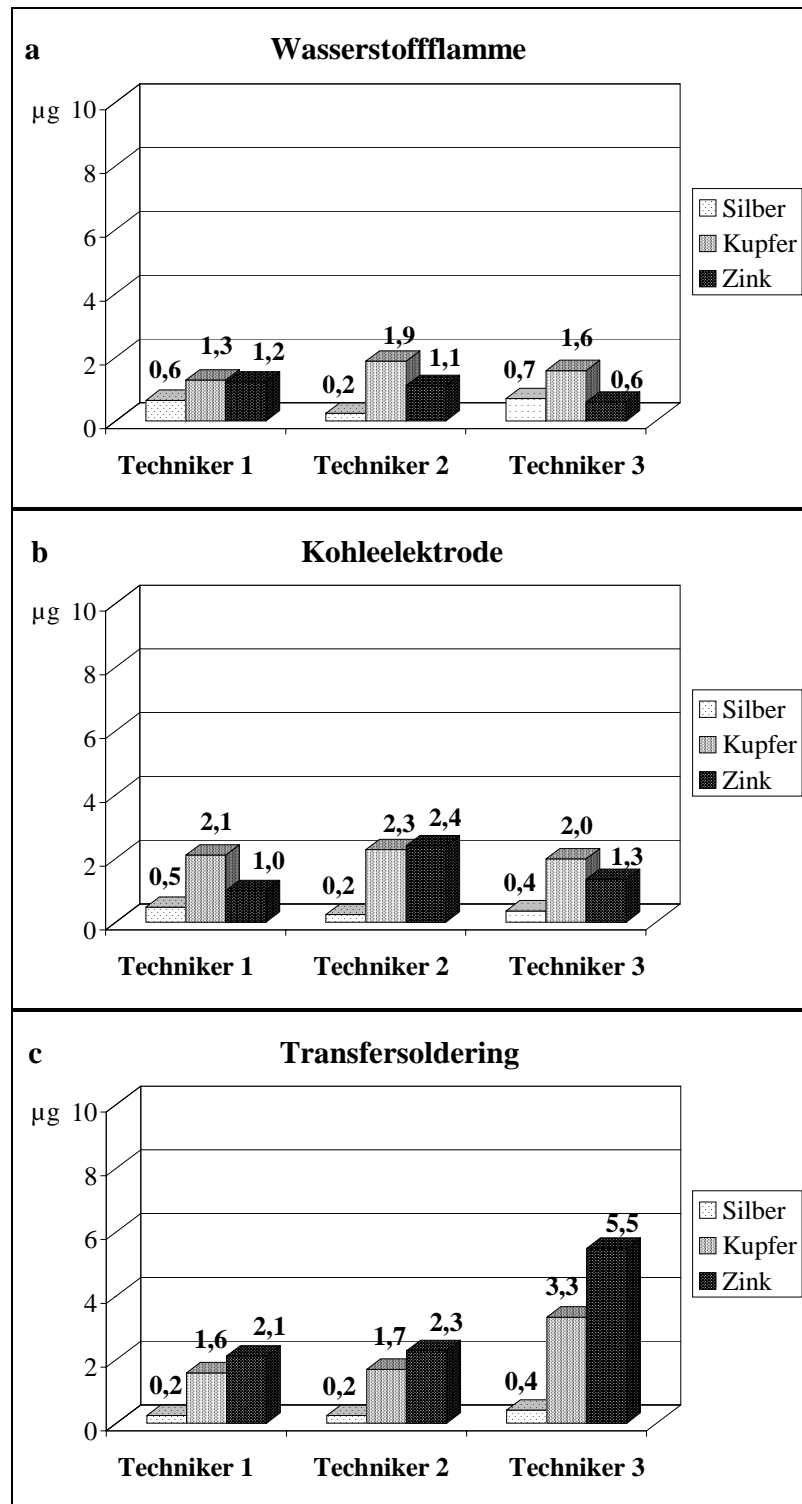 a
Wasserstoffflamme
µg 10
8
6
4
2
0
0,6 1,3 1,2 0,2 1,9 1,1 0,7 1,6 0,6
Techniker 1 Techniker 2 Techniker 3
Silber
Kupfer
Zink
b
Kohleelektrode
µg 10
8
6
4
2
0
0,5 2,1 1,0 0,2 2,3 2,4 0,4 2,0 1,3
Techniker 1 Techniker 2 Techniker 3
Silber
Kupfer
Zink
c
Transfersoldering
µg 10
8
6
4
2
0
0,2 1,6 2,1 0,2 1,7 2,3 0,4 3,3 5,5
Techniker 1 Techniker 2 Techniker 3
Silber
Kupfer
Zink